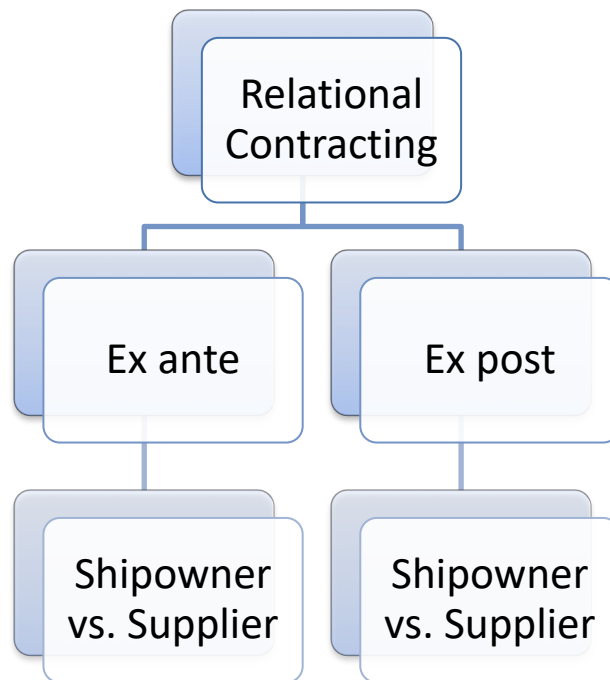 Relational
Contracting
Ex ante
Ex post
Shipowner
vs. Supplier
Shipowner
vs. Supplier